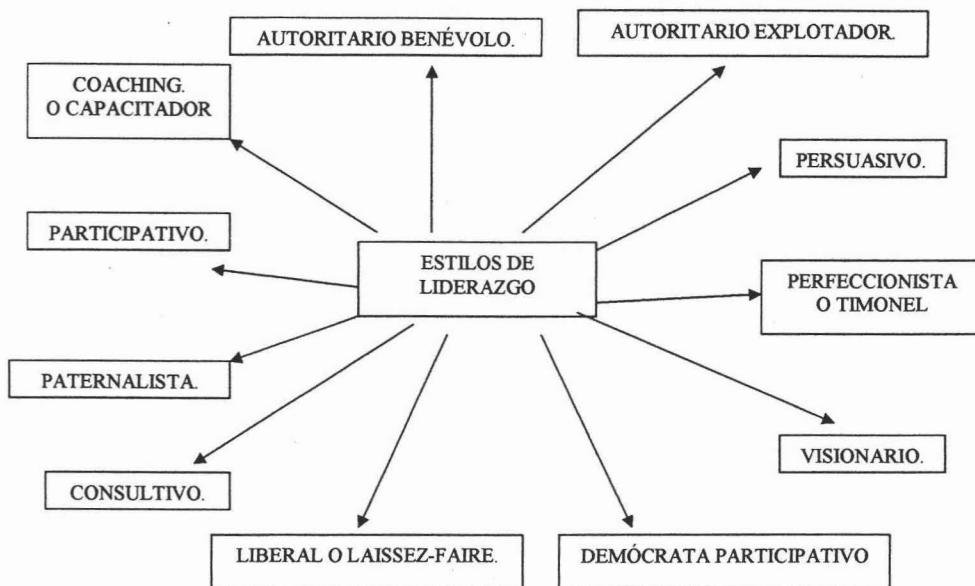 AUTORITARIO BENÉVOLO.
AUTORITARIO EXPLOTADOR.
COACHING.
O CAPACITADOR
PERSUASIVO.
PARTICIPATIVO.
ESTILOS DE
LIDERAZGO
PERFECCIONISTA
O TIMONEL
PATERNALISTA.
VISIONARIO.
CONSULTIVO.
LIBERAL O LAISSEZ-FAIRE.
DEMÓCRATA PARTICIPATIVO